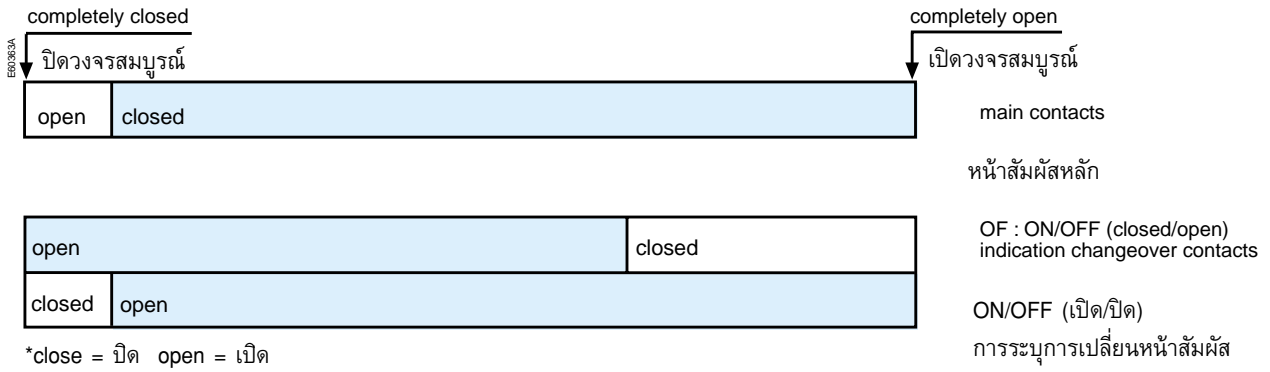 completely closed
completely open
E60363A
ปิดวงจรสมบูรณ์
เปิดวงจรสมบูรณ์
open closed
main contacts
หน้าสัมผัสหลัก
open closed
OF : ON/OFF (closed/open)
indication changeover contacts
closed open
ON/OFF (เปิด/ปิด)
การระบุการเปลี่ยนหน้าสัมผัส
*close = ปิด open = เปิด